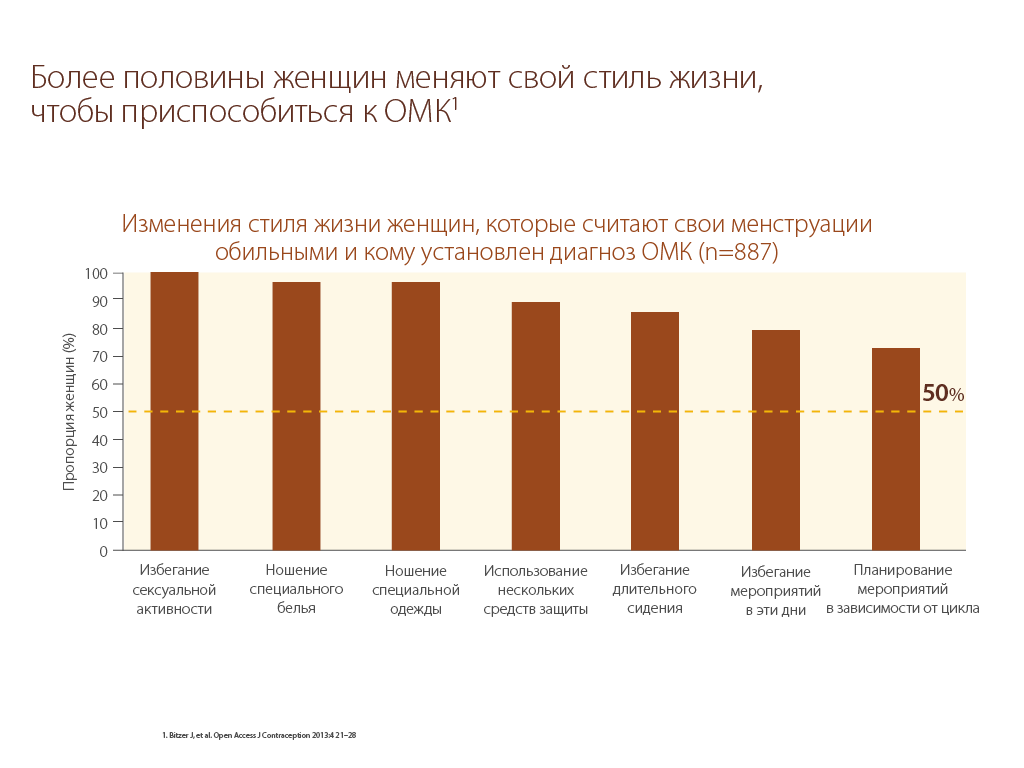 Более половины женщин меняют свой стиль жизни,
чтобы приспособиться к ОМК¹
Изменения стиля жизни женщин, которые считают свои менструации
обильными и кому установлен диагноз ОМК (n=887)
Пропорция женщин (%)
100
90
80
70
60
50
40
30
20
10
0
50%
Избегание
сексуальной
активности
Ношение
специального
белья
Ношение
специальной
одежды
Использование
нескольких
средств защиты
Избегание
длительного
сидения
Избегание
мероприятий
в эти дни
Планирование
мероприятий
в зависимости от цикла
1. Bitzer J, et al. Open Access J Contraception 2013:4 21–28